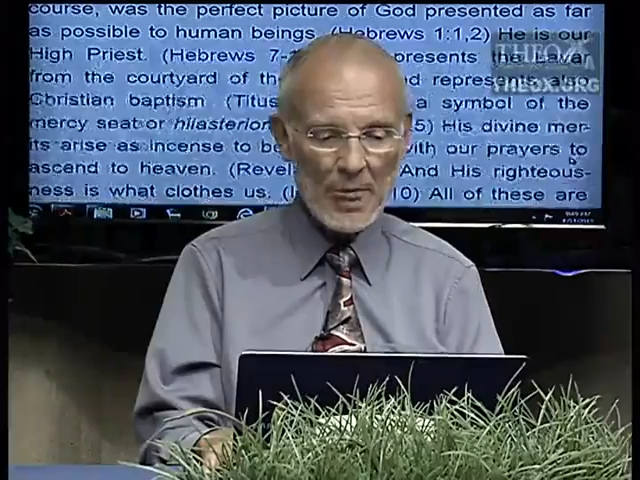 course, was the perfect picture of God presented as far
as possible to human beings. (Hebrews 1:1,2) He is our
High Priest. (Hebrews 7- presents the Laver
from the courtyard of the nd represents also
Christian baptism. (Titus a symbol of the
mercy seat or hilasterion 5) His divine mer-
its arise as incense to be with our prayers to
ascend to heaven. (Revel And His righteous-
ness is what clothes us. ( 10) All of these are
THEOX.ORG